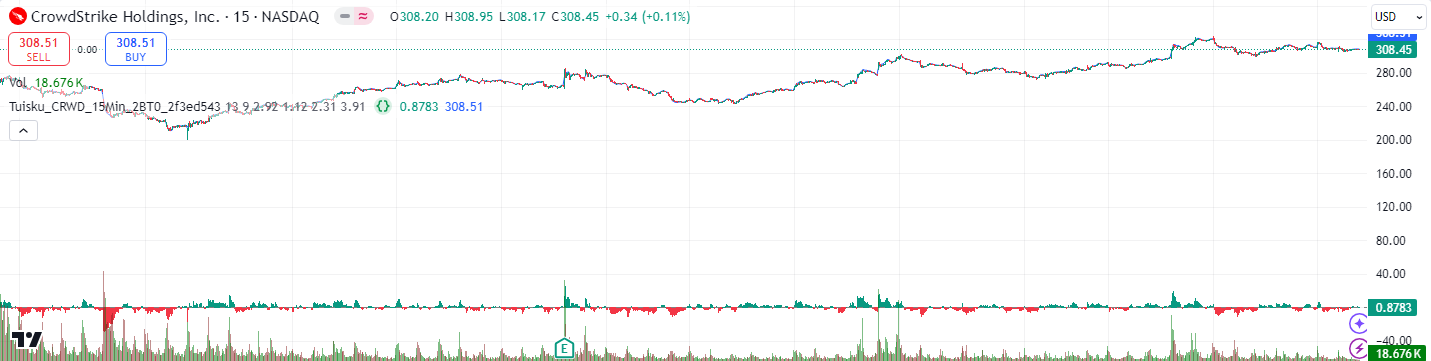 CrowdStrike Holdings, Inc. · 15 · NASDAQ O308.20 H308.95 L308.17 C308.45 +0.34 (+0.11%)
USD
308.51 SELL
0.00
308.51 BUY
308.51
308.45
Vol 18.676 K
280.00
Tuisku_CRWD_15Min_2BT0_2f3ed543 13 9 2.92 1.12 2.31 3.91 {} 0.8783 308.51
240.00
200.00
160.00
120.00
80.00
40.00
0.8783
−40.00
E
18.676 K